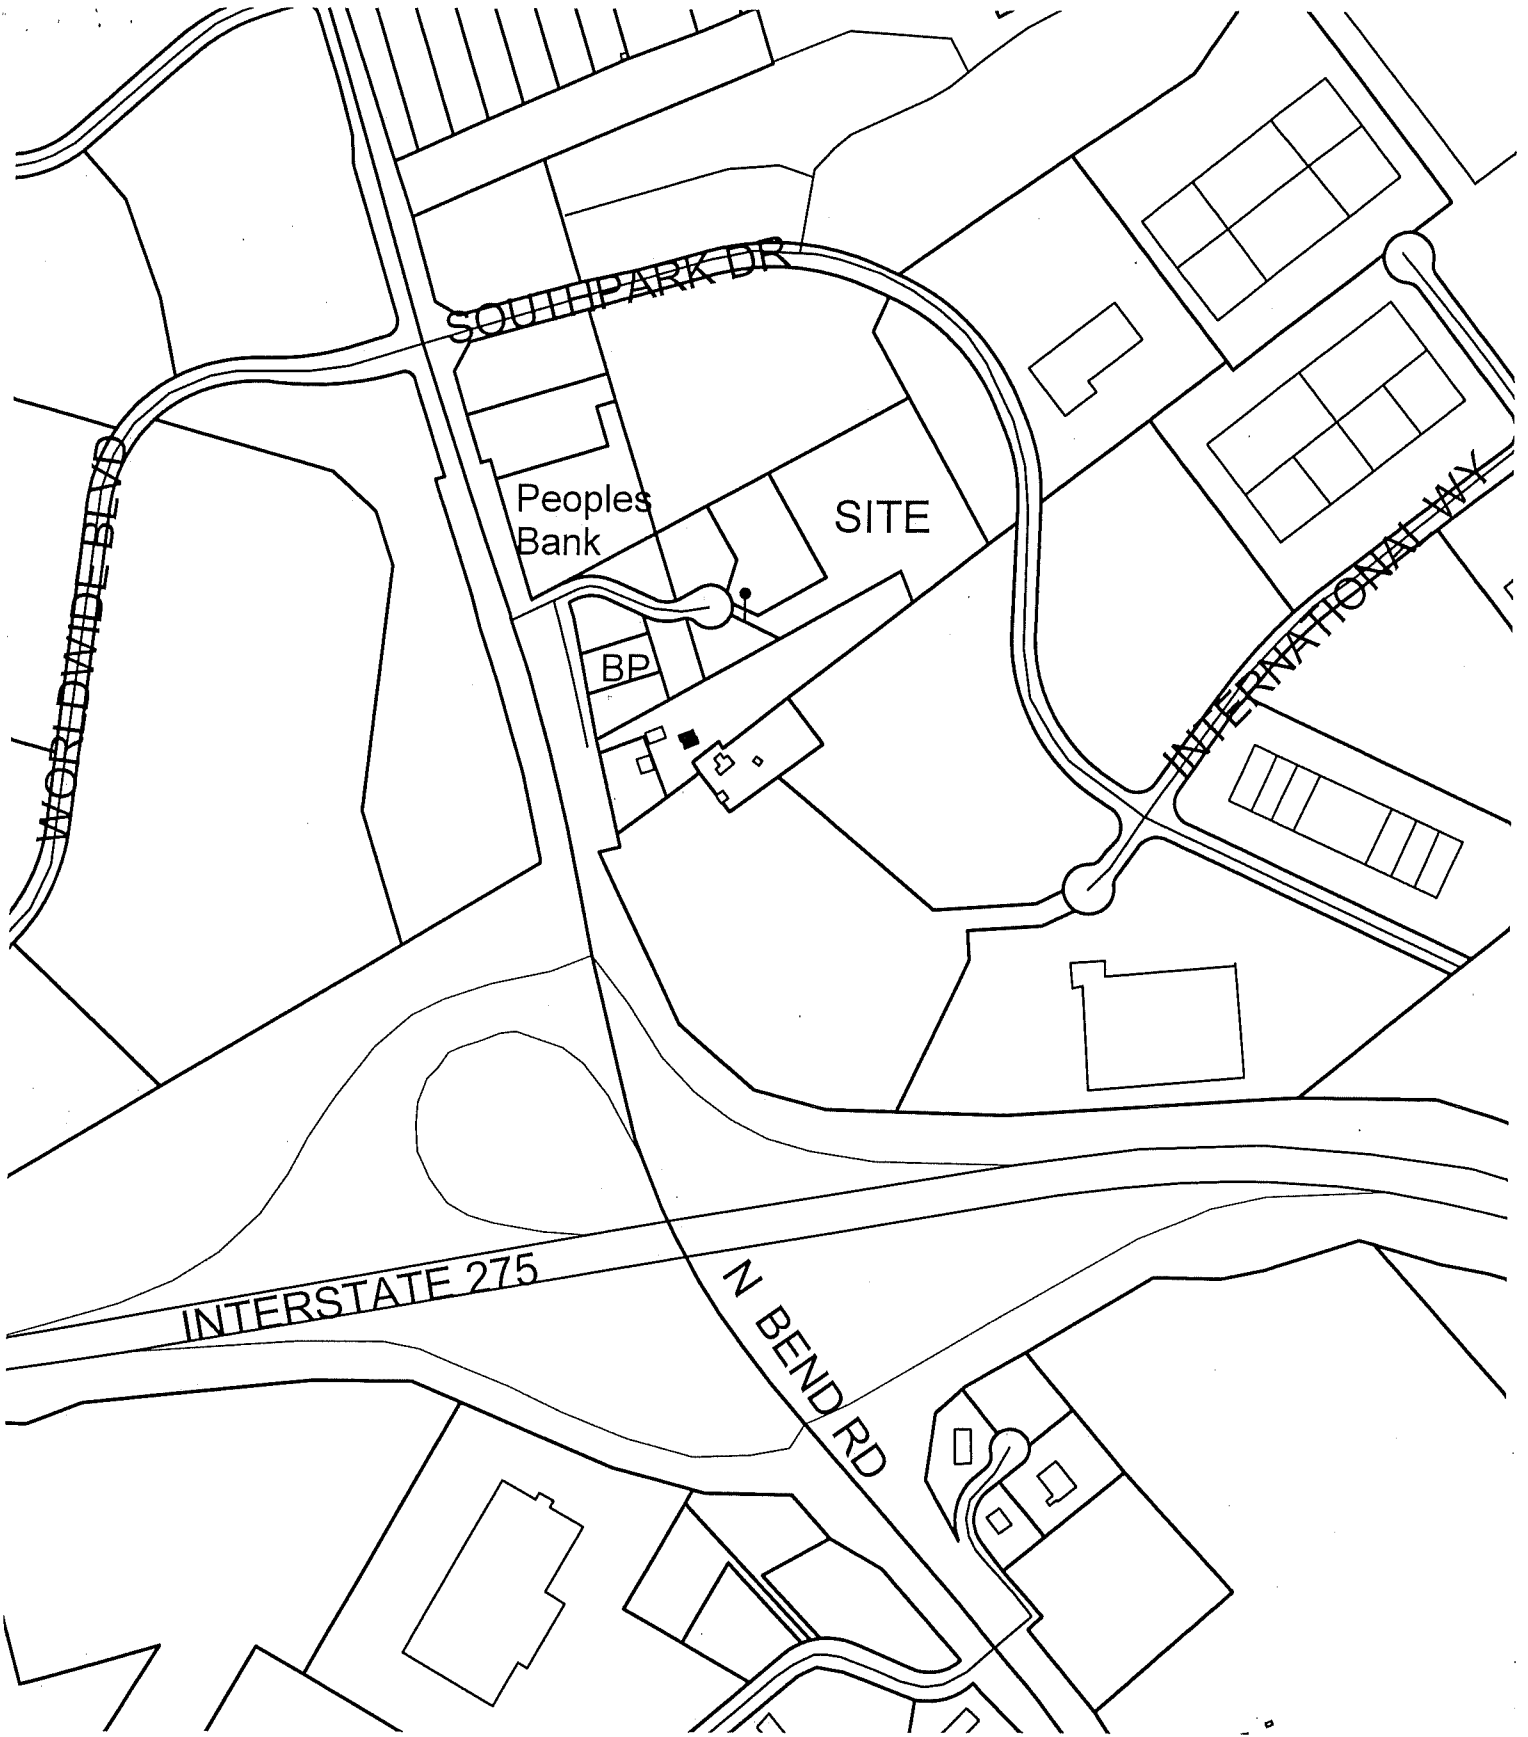 SOUTHPARK DR
WORLDWIDE BLVD
Peoples
Bank
SITE
INTERNATIONAL WY
BP
INTERSTATE 275
N BEND RD